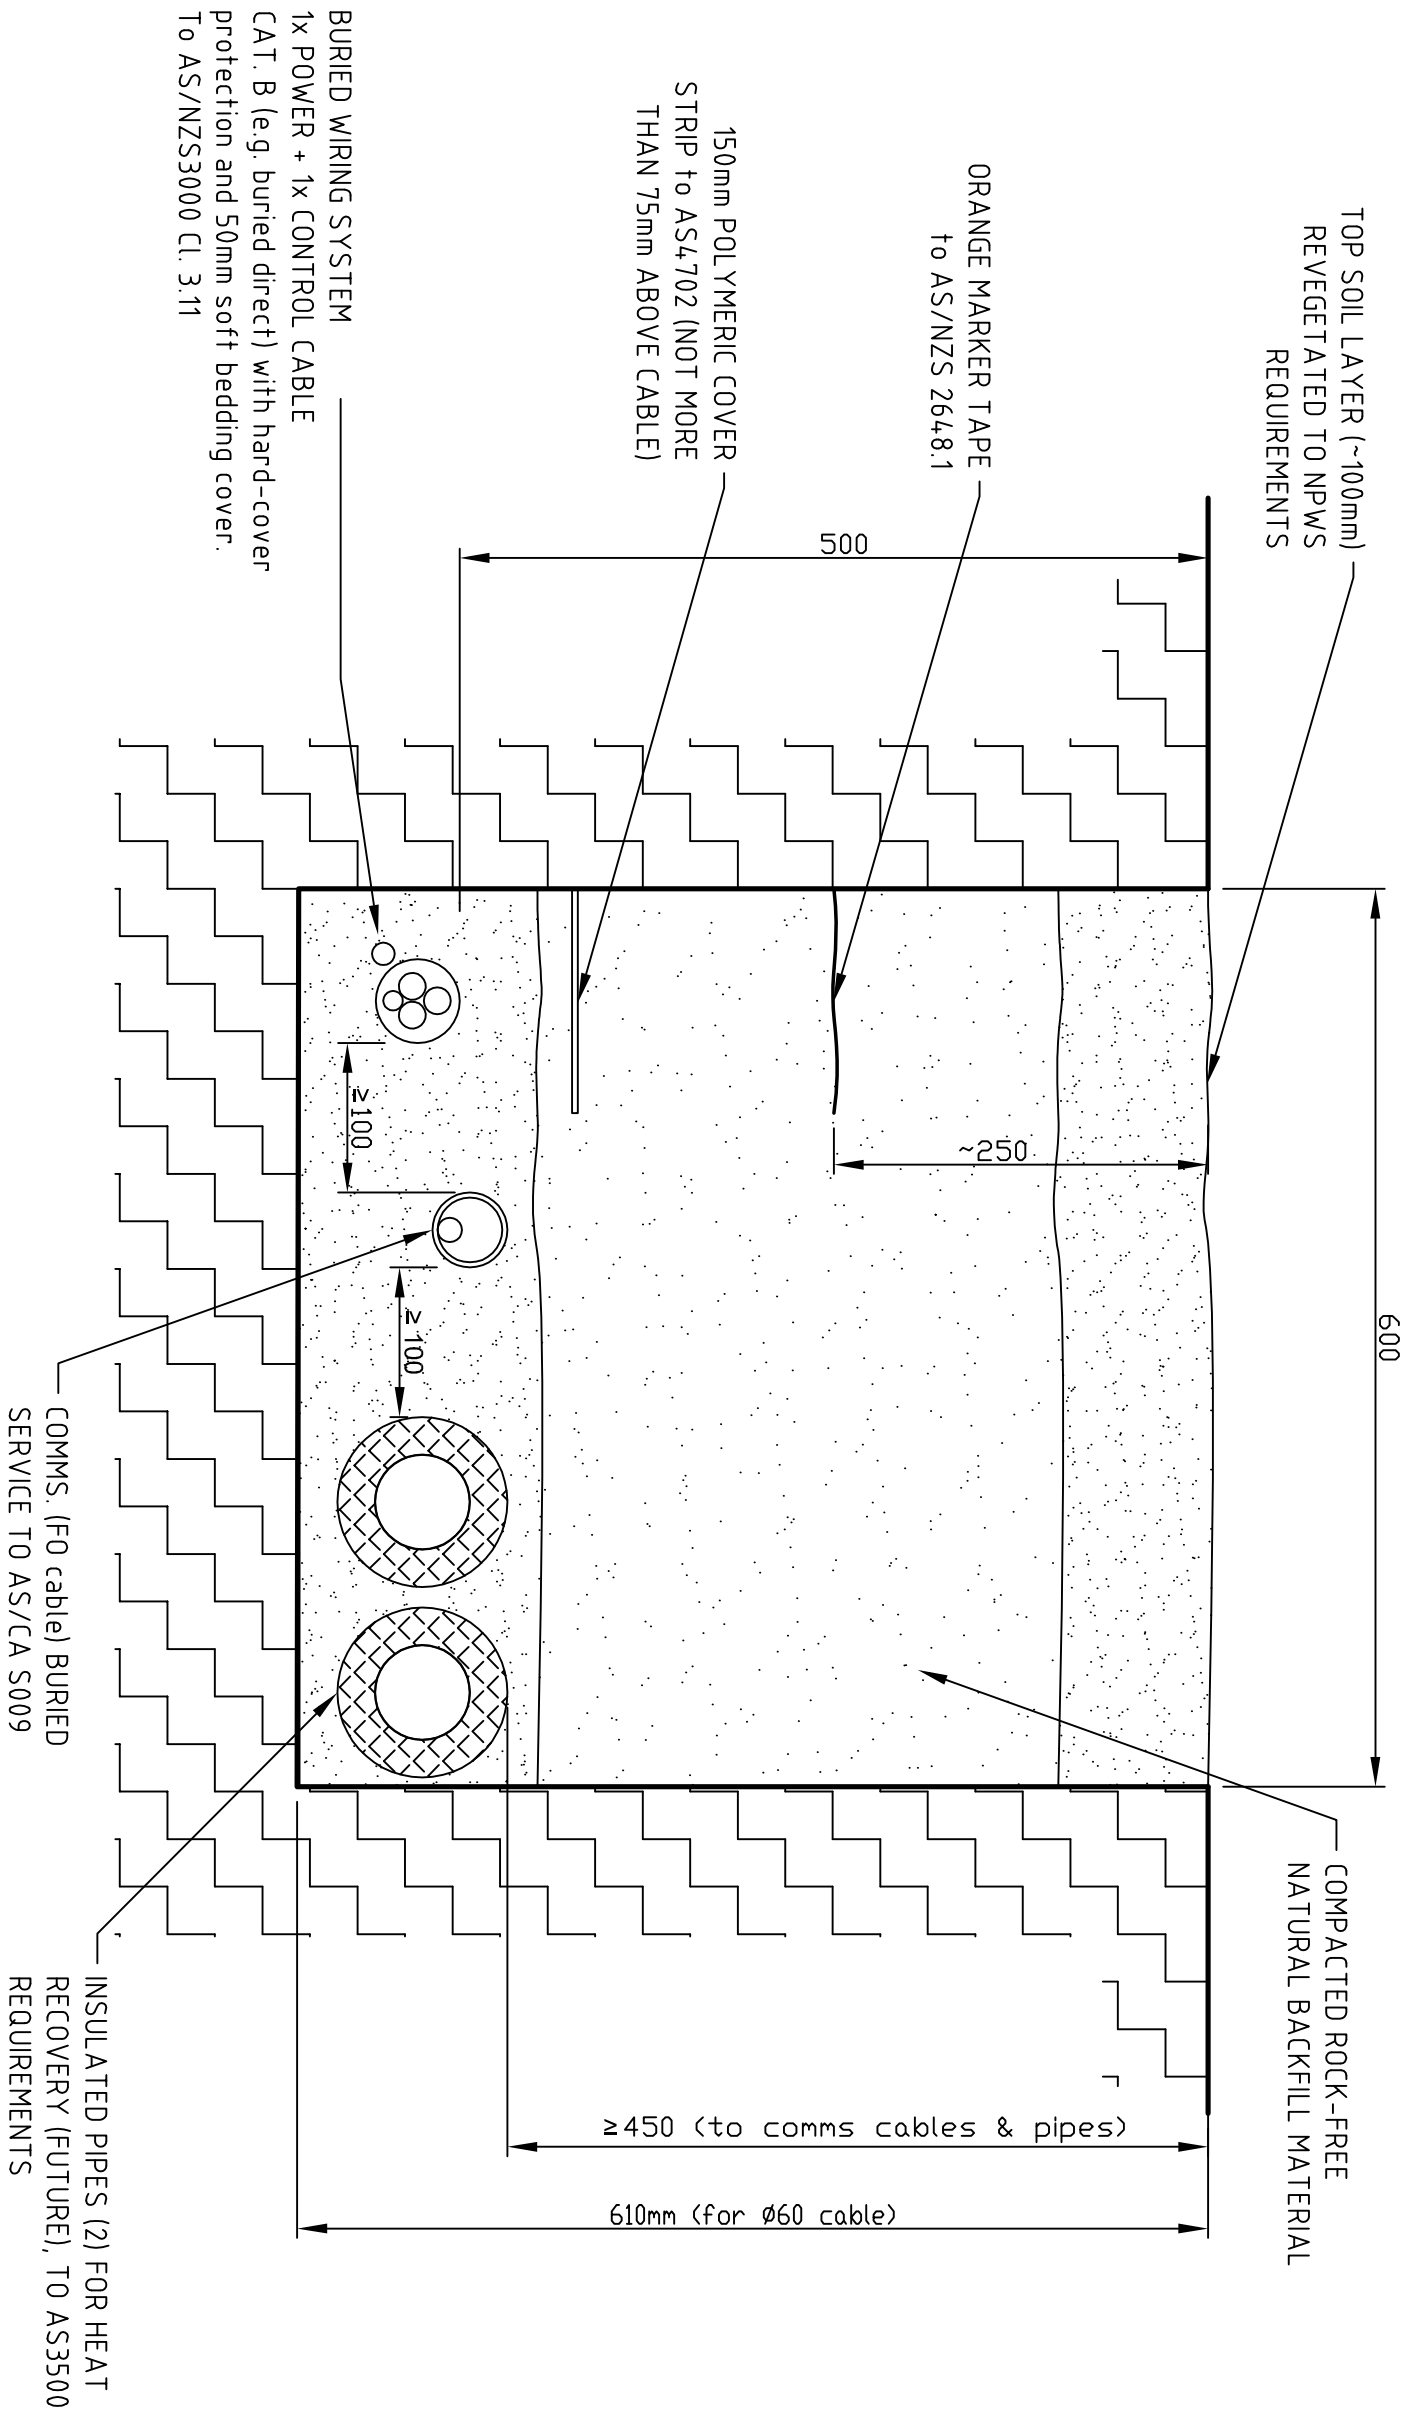 TOP SOIL LAYER (~100mm)
REVEGETATED TO NPWS
REQUIREMENTS
ORANGE MARKER TAPE
to AS/NZS 2648.1
150mm POLYMERIC COVER
STRIP to AS4702 (NOT MORE
THAN 75mm ABOVE CABLE)
BURIED WIRING SYSTEM
1x POWER + 1x CONTROL CABLE
CAT. B (e.g. buried direct) with hard-cover
protection and 50mm soft bedding cover.
To AS/NZS3000 Cl. 3.11
600
500
~250
≥100
≥ 100
COMPACTED ROCK-FREE
NATURAL BACKFILL MATERIAL
≥450 (to comms cables & pipes)
610mm (for Ø60 cable)
COMMS. (FO cable) BURIED
SERVICE TO AS/CA S009
INSULATED PIPES (2) FOR HEAT
RECOVERY (FUTURE), TO AS3500
REQUIREMENTS